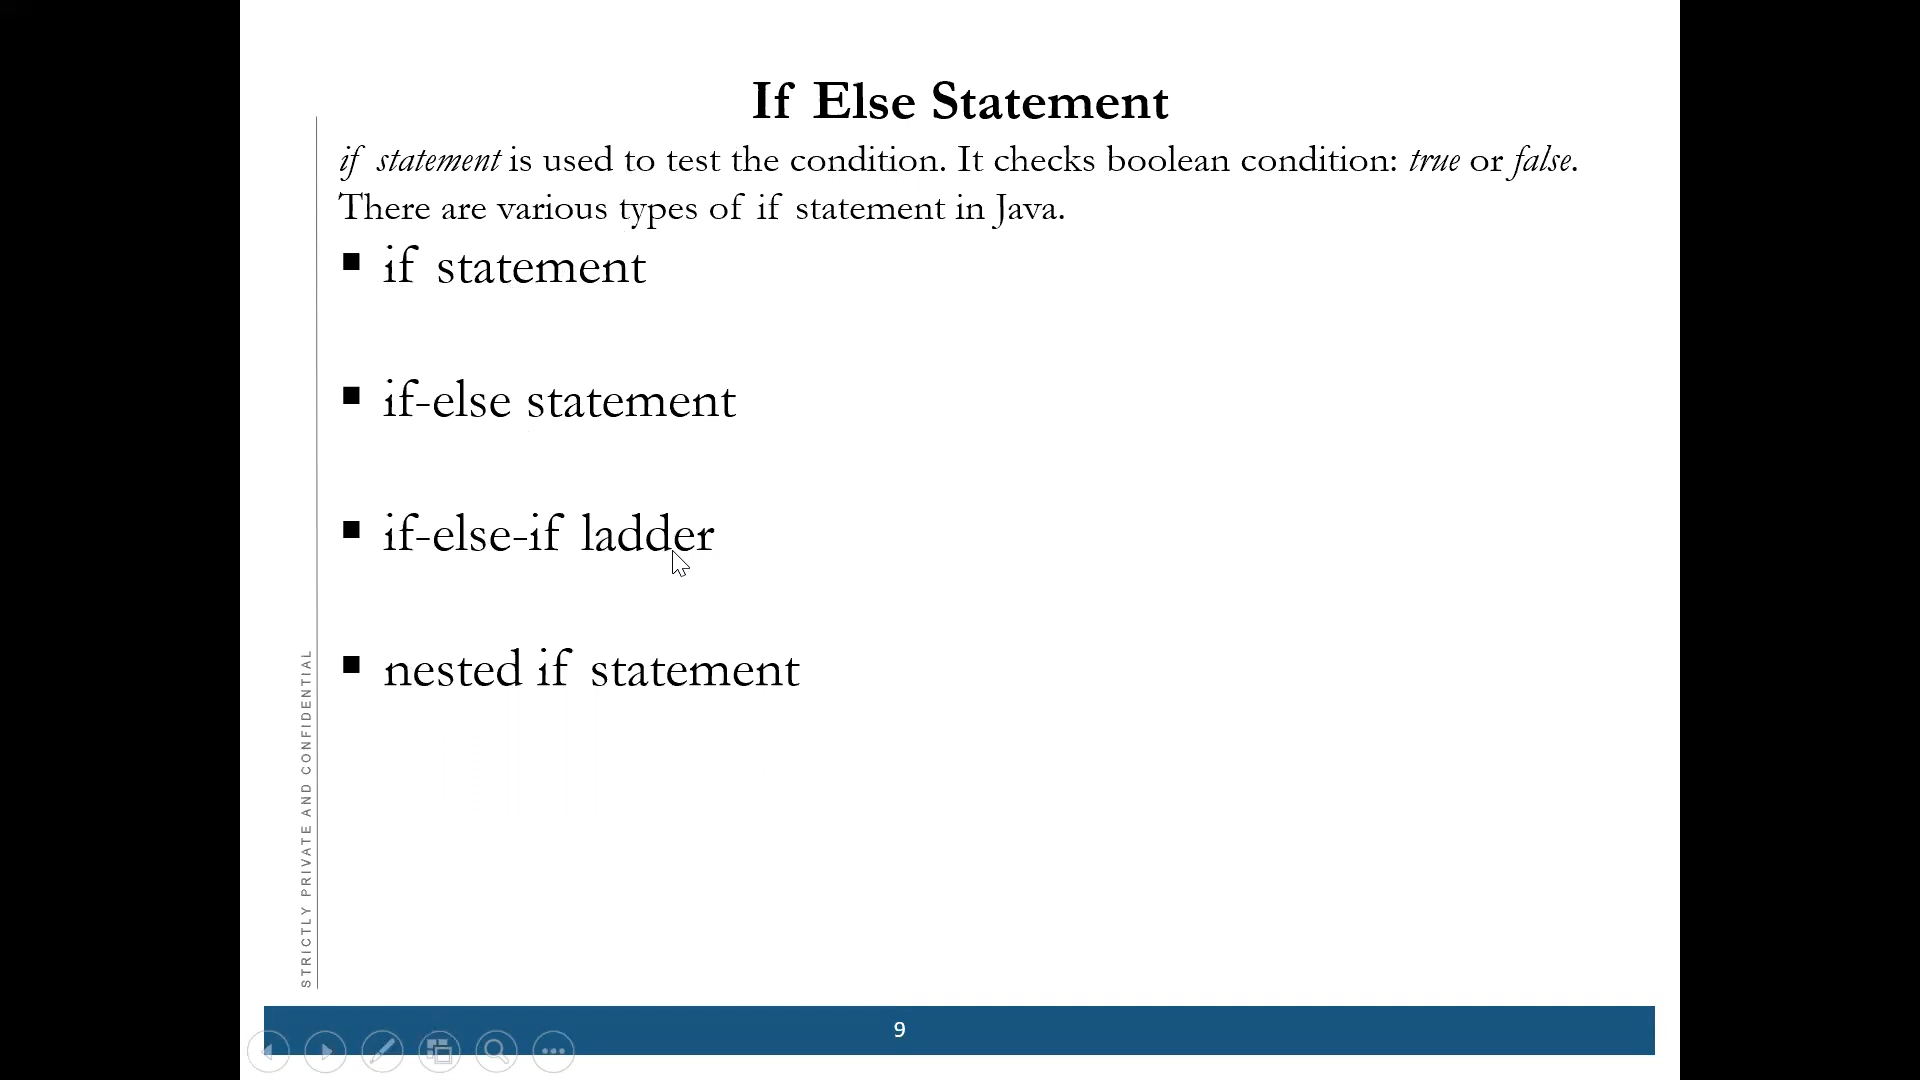 If Else Statement
if statement is used to test the condition. It checks boolean condition: true or false.
There are various types of if statement in Java.
▪ if statement
▪ if-else statement
▪ if-else-if ladder
▪ nested if statement
STRICTLY PRIVATE AND CONFIDENTIAL
9